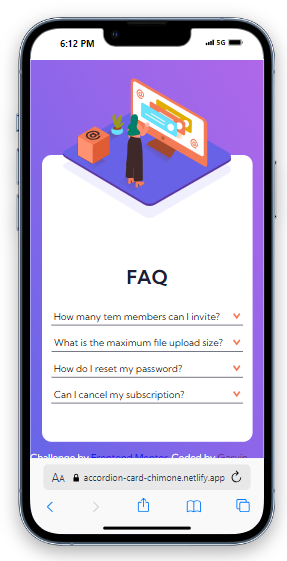 6:12 PM 5G
FAQ
How many tem members can I invite?
What is the maximum file upload size?
How do I reset my password?
Can I cancel my subscription?
Challenge by Frontend Mentor. Coded by
AA accordion-card-chimone.netlify.app